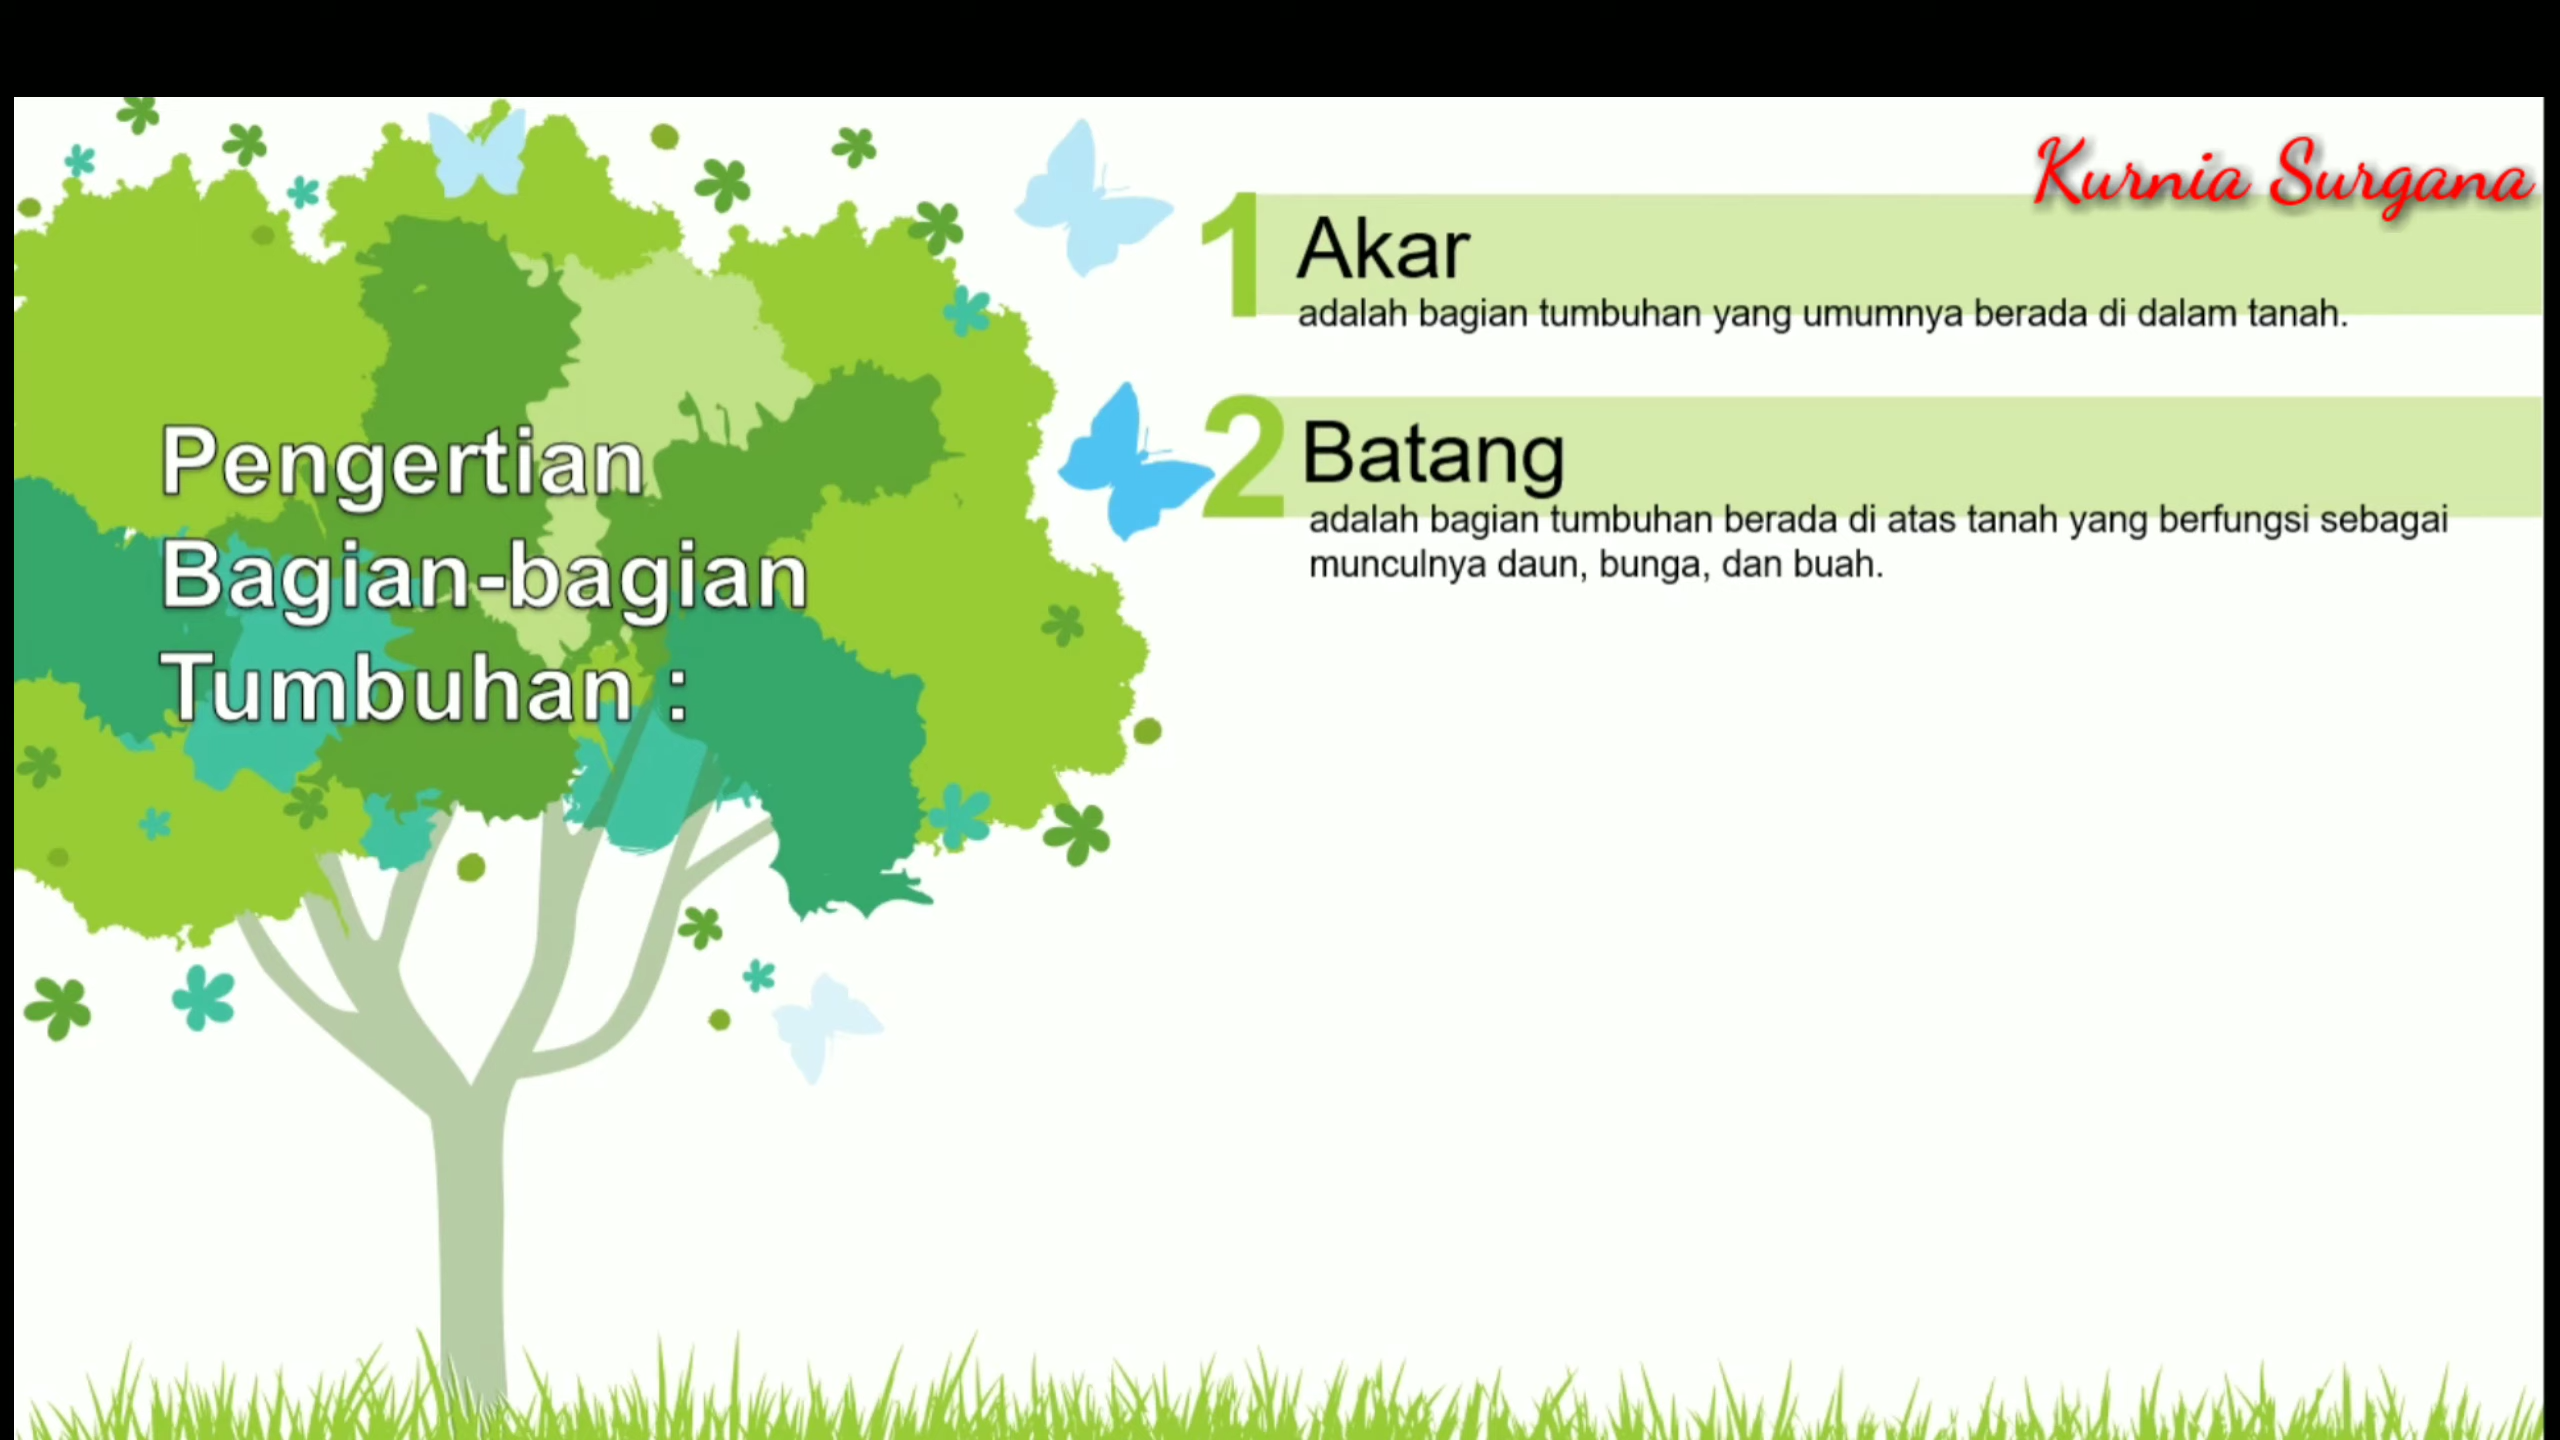 Kurnia Surgana
Pengertian
Bagian-bagian
Tumbuhan :
1
Akar
adalah bagian tumbuhan yang umumnya berada di dalam tanah.
2
Batang
adalah bagian tumbuhan berada di atas tanah yang berfungsi sebagai
munculnya daun, bunga, dan buah.